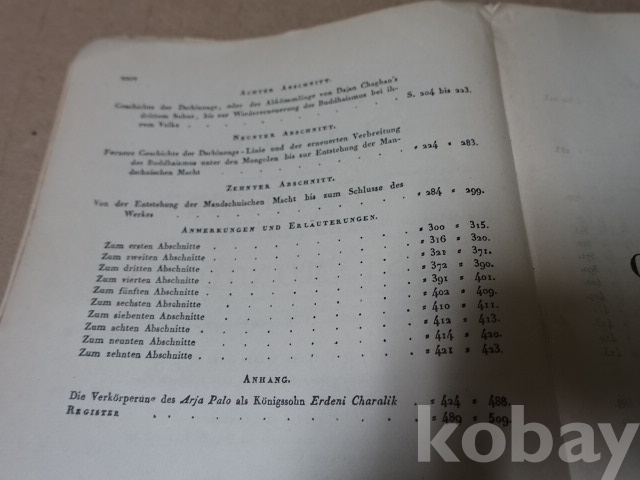 ACHTER ABSCHNITT.
Geschichte der Dschinungs, oder der Abkömmlinge von Dajan Chaghan's
drittem Sohne, bis zur Wiedererneuerung des Buddhaismus bei ih-
rem Volke . . . . . . . . S. 204 bis 223.
NEUNTER ABSCHNITT.
Fernere Geschichte der Dschinungs-Linie und der erneuerten Verbreitung
des Buddhaismus unter den Mongolen bis zur Entstehung der Man-
dschuischen Macht . . . . . . . = 224 = 283.
ZEHNTER ABSCHNITT.
Von der Entstehung der Mandschuischen Macht bis zum Schlusse des
Werkes . . . . . . . . = 284 = 299.
ANMERKUNGEN UND ERLÄUTERUNGEN.
Zum ersten Abschnitte . . . . . . . = 300 = 315.
Zum zweiten Abschnitte . . . . . . . = 316 = 320.
Zum dritten Abschnitte . . . . . . . = 321 = 371.
Zum vierten Abschnitte . . . . . . . = 372 = 390.
Zum fünften Abschnitte . . . . . . . = 391 = 401.
Zum sechsten Abschnitte . . . . . . . = 402 = 409.
Zum siebenten Abschnitte . . . . . . . = 410 = 411.
Zum achten Abschnitte . . . . . . . = 412 = 413.
Zum neunten Abschnitte . . . . . . . = 414 = 420.
Zum zehnten Abschnitte . . . . . . . = 421 = 423.
ANHANG.
Die Verkörperung des Arja Palo als Königssohn Erdeni Charalik . = 424 = 488.
REGISTER . . . . . . . . = 489 = 509.
kobay